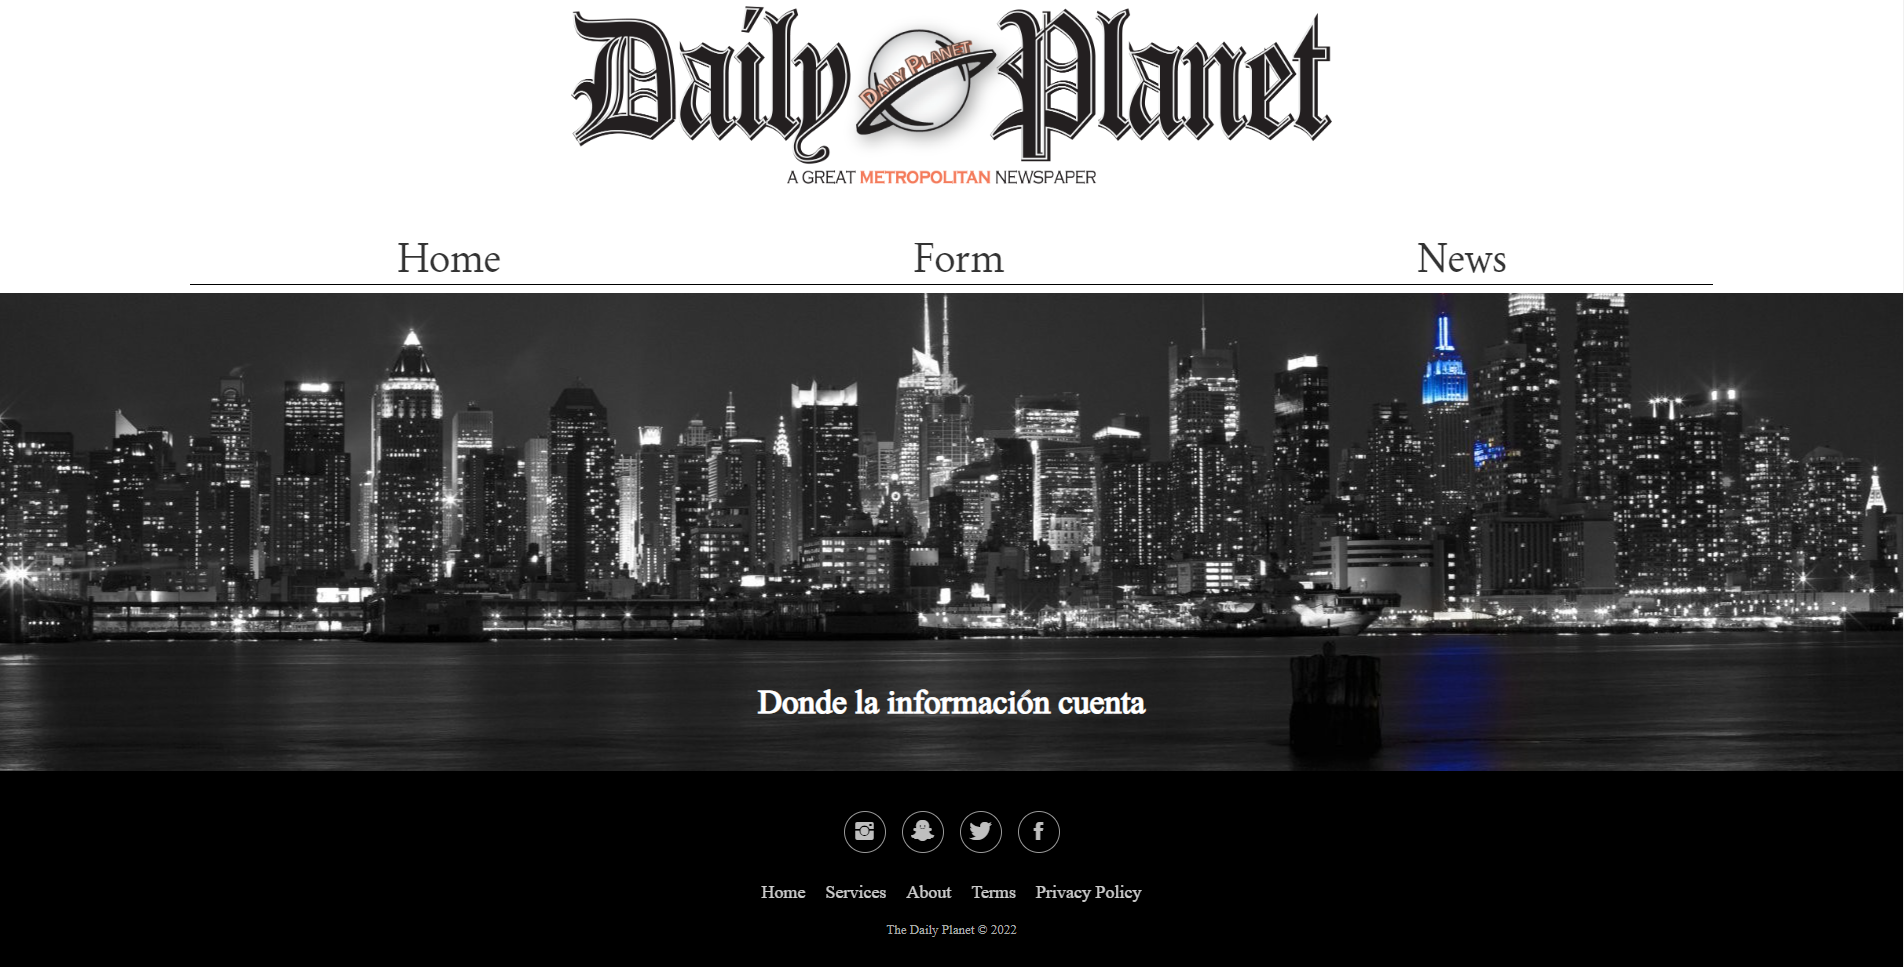 Daily Planet
DAILY PLANET
A GREAT METROPOLITAN NEWSPAPER
Home Form News
Donde la información cuenta
Home Services About Terms Privacy Policy
The Daily Planet © 2022